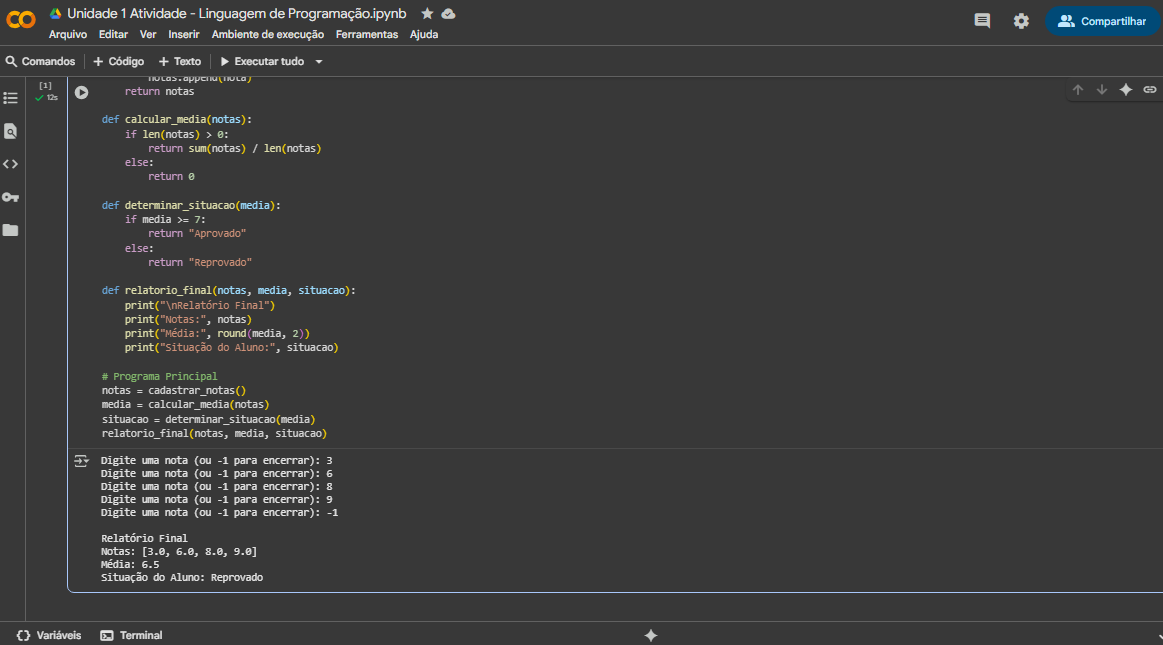 CO Unidade 1 Atividade - Linguagem de Programação.ipynb
Arquivo Editar Ver Inserir Ambiente de execução Ferramentas Ajuda
Compartilhar
Comandos + Código + Texto Executar tudo
[1]
12s
notas.append(nota)
return notas
def calcular_media(notas):
if len(notas) > 0:
return sum(notas) / len(notas)
else:
return 0
def determinar_situacao(media):
if media >= 7:
return "Aprovado"
else:
return "Reprovado"
def relatorio_final(notas, media, situacao):
print("\nRelatório Final")
print("Notas:", notas)
print("Média:", round(media, 2))
print("Situação do Aluno:", situacao)
# Programa Principal
notas = cadastrar_notas()
media = calcular_media(notas)
situacao = determinar_situacao(media)
relatorio_final(notas, media, situacao)
Digite uma nota (ou -1 para encerrar): 3
Digite uma nota (ou -1 para encerrar): 6
Digite uma nota (ou -1 para encerrar): 8
Digite uma nota (ou -1 para encerrar): 9
Digite uma nota (ou -1 para encerrar): -1
Relatório Final
Notas: [3.0, 6.0, 8.0, 9.0]
Média: 6.5
Situação do Aluno: Reprovado
{} Variáveis Terminal